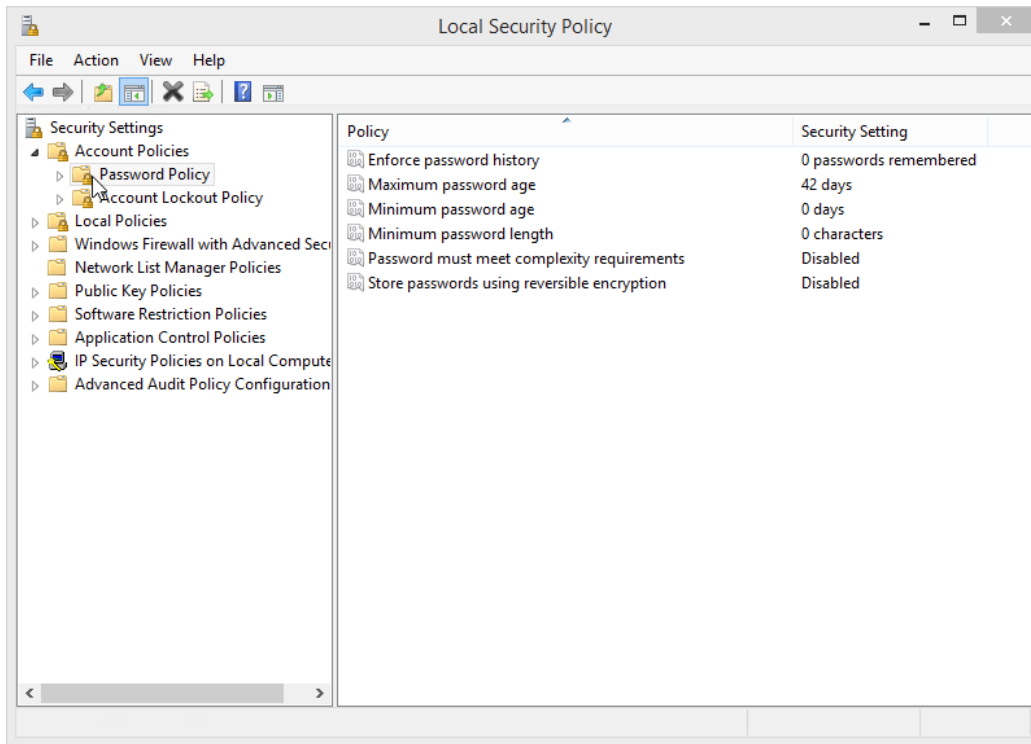 Local Security Policy
File Action View Help
Security Settings
Account Policies
Password Policy
Account Lockout Policy
Local Policies
Windows Firewall with Advanced Secu
Network List Manager Policies
Public Key Policies
Software Restriction Policies
Application Control Policies
IP Security Policies on Local Compute
Advanced Audit Policy Configuration
Policy Security Setting
Enforce password history 0 passwords remembered
Maximum password age 42 days
Minimum password age 0 days
Minimum password length 0 characters
Password must meet complexity requirements Disabled
Store passwords using reversible encryption Disabled